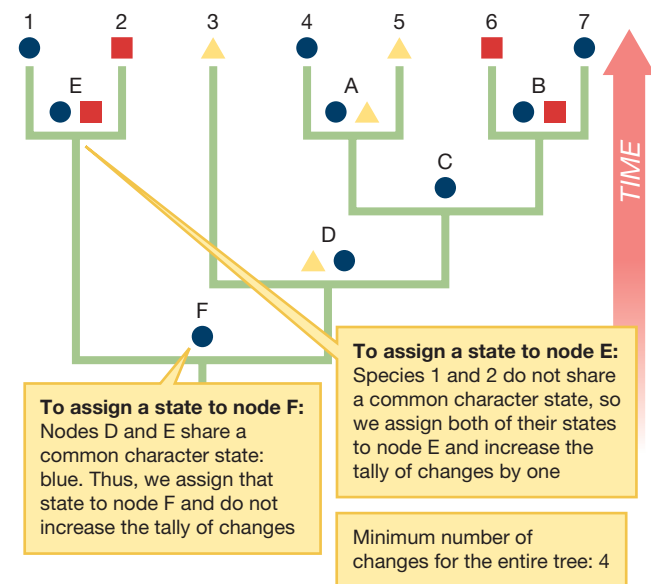 1 2 3 4 5 6 7
E A B
C
TIME
D
F
To assign a state to node E:
Species 1 and 2 do not share
a common character state, so
we assign both of their states
to node E and increase the
tally of changes by one
To assign a state to node F:
Nodes D and E share a
common character state:
blue. Thus, we assign that
state to node F and do not
increase the tally of changes
Minimum number of
changes for the entire tree: 4